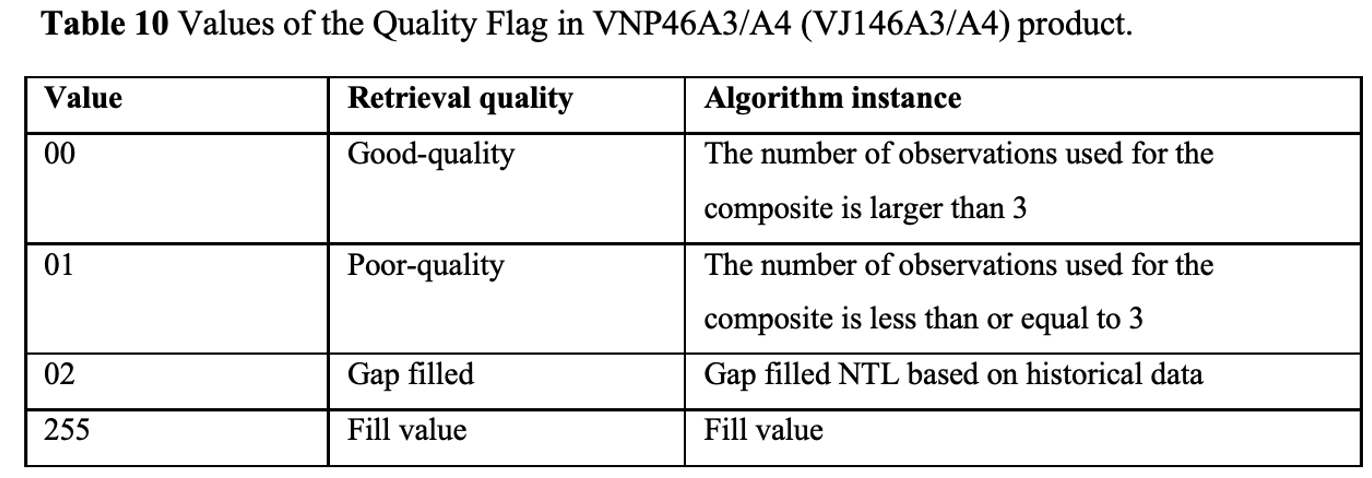 Table 10 Values of the Quality Flag in VNP46A3/A4 (VJ146A3/A4) product.
Value Retrieval quality Algorithm instance
00 Good-quality The number of observations used for the
composite is larger than 3
01 Poor-quality The number of observations used for the
composite is less than or equal to 3
02 Gap filled Gap filled NTL based on historical data
255 Fill value Fill value